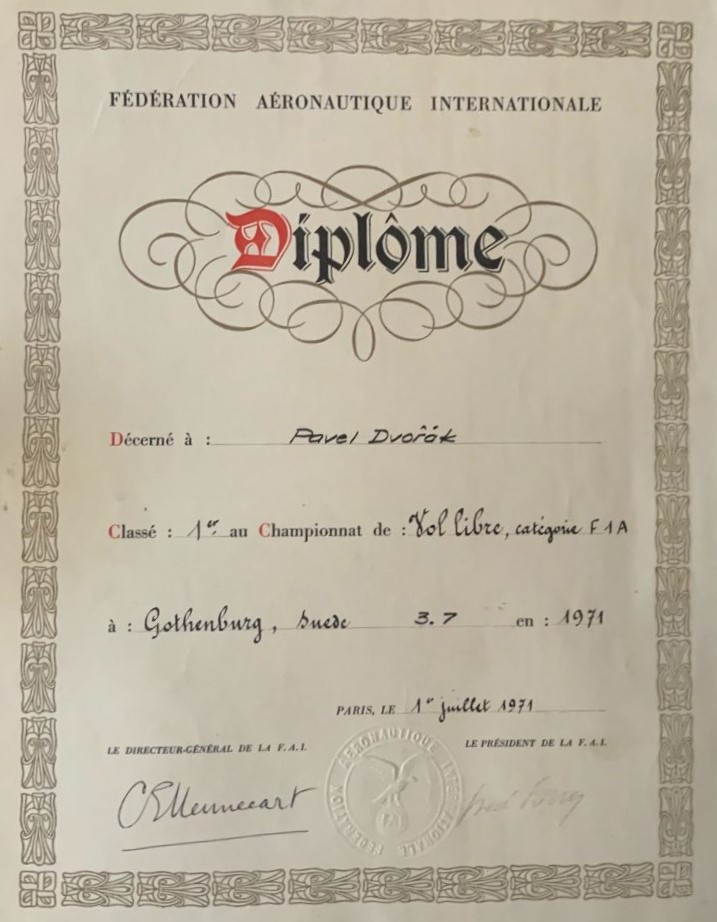 FÉDÉRATION AÉRONAUTIQUE INTERNATIONALE
Diplôme
Décerné à : Pavel Dvořák
Classé : 1er au Championnat de : Vol libre, catégorie F1A
à : Gothenburg, Suede 3.7 en : 1971
PARIS, LE 1er juillet 1971
LE DIRECTEUR-GÉNÉRAL DE LA F.A.I. LE PRÉSIDENT DE LA F.A.I.
FÉDÉRATION AÉRONAUTIQUE INTERNATIONALE